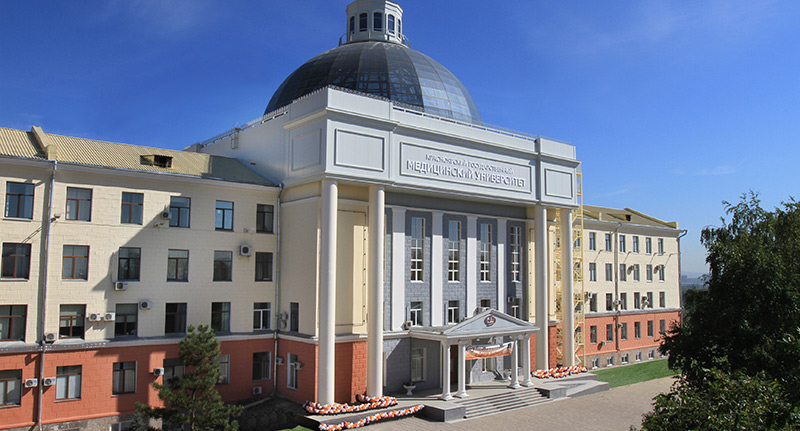 КРАСНОЯРСКИЙ ГОСУДАРСТВЕННЫЙ
МЕДИЦИНСКИЙ УНИВЕРСИТЕТ